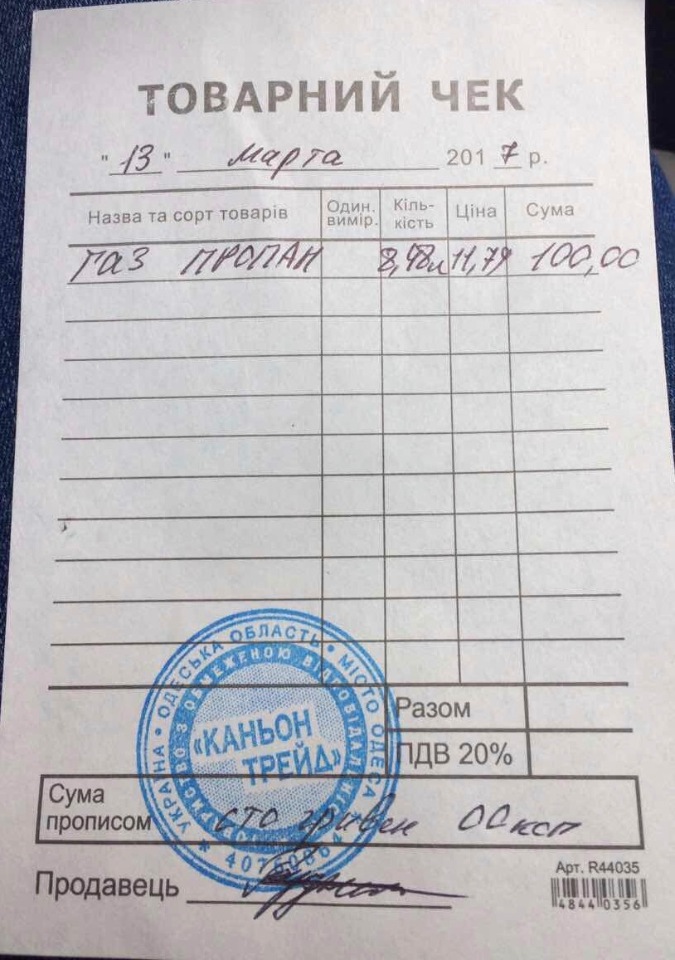 ТОВАРНИЙ ЧЕК
"13" марта 2017 р.
Назва та сорт товарів Один. вимір. Кіль-кість Ціна Сума
газ ПРОПАН 8,48л 11,79 100,00
УКРАЇНА • ОДЕСЬКА ОБЛАСТЬ • МІСТО ОДЕСА
ОБМЕЖЕНОЮ ВІДПОВІДАЛЬНІСТЮ
«КАНЬОН
ТРЕЙД»
Разом
ПДВ 20%
Сума
прописом сто гривен 00 коп
Продавець
Арт. R44035
4844 0356